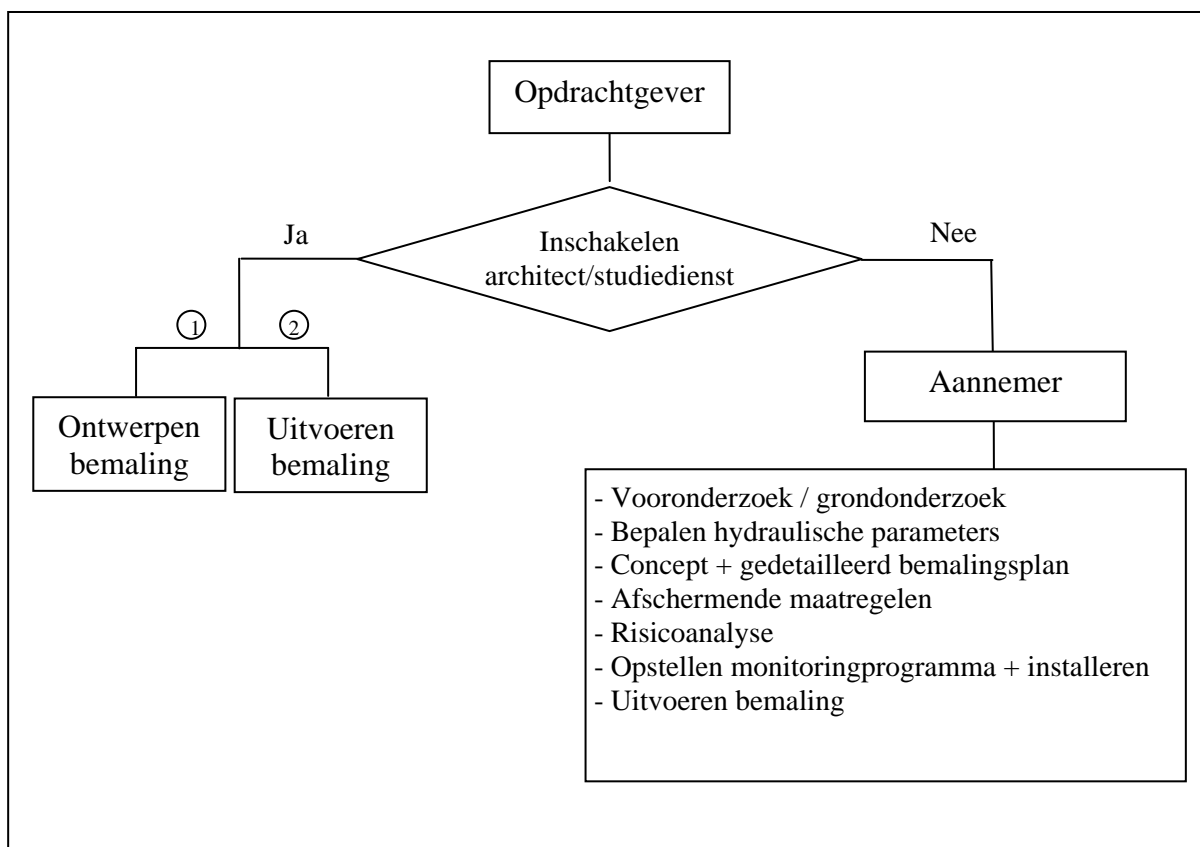 Opdrachtgever
Inschakelen
architect/studiedienst
Ja
Nee
1
2
Ontwerpen
bemaling
Uitvoeren
bemaling
Aannemer
- Vooronderzoek / grondonderzoek
- Bepalen hydraulische parameters
- Concept + gedetailleerd bemalingsplan
- Afschermende maatregelen
- Risicoanalyse
- Opstellen monitoringprogramma + installeren
- Uitvoeren bemaling